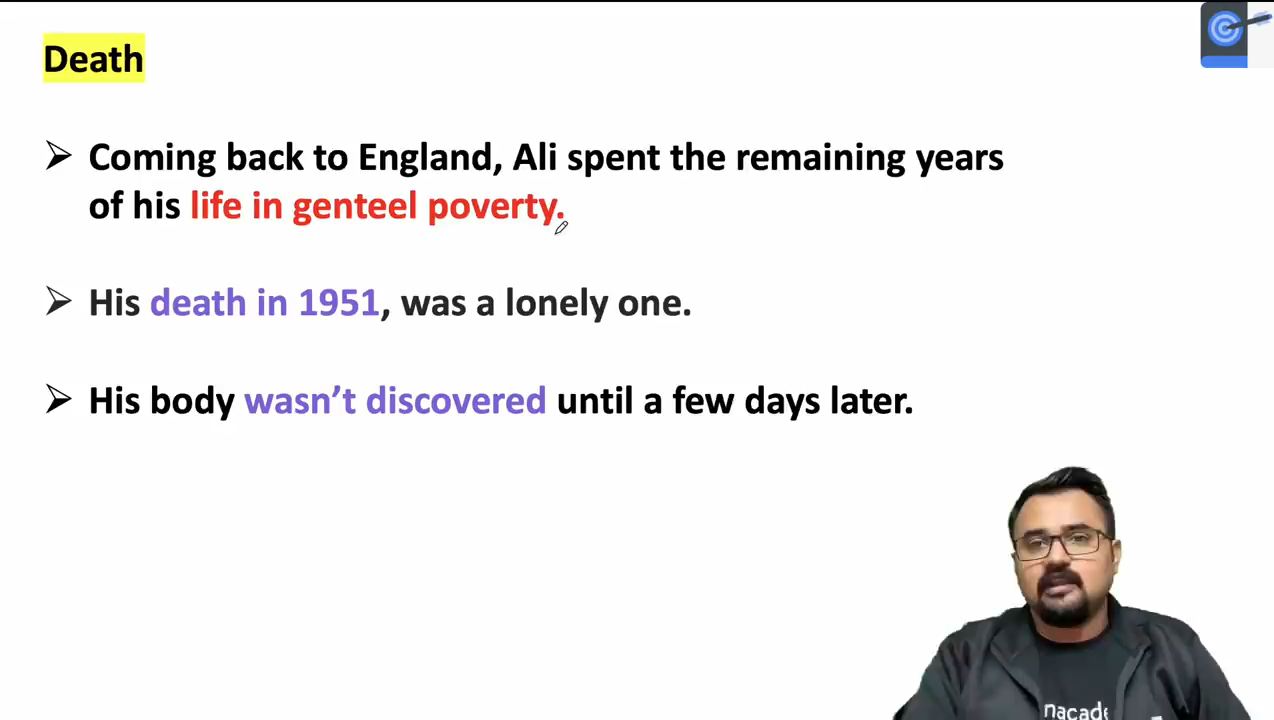 Death
➢ Coming back to England, Ali spent the remaining years
of his life in genteel poverty.
➢ His death in 1951, was a lonely one.
➢ His body wasn’t discovered until a few days later.
nacade